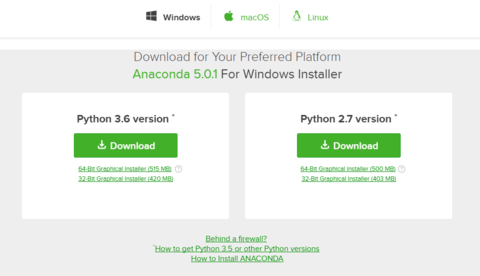 Windows macOS Linux
Download for Your Preferred Platform
Anaconda 5.0.1 For Windows Installer
Python 3.6 version *
Download
64-Bit Graphical Installer (515 MB) ?
32-Bit Graphical Installer (420 MB)
Python 2.7 version *
Download
64-Bit Graphical Installer (500 MB) ?
32-Bit Graphical Installer (403 MB)
Behind a firewall?
*How to get Python 3.5 or other Python versions
How to Install ANACONDA